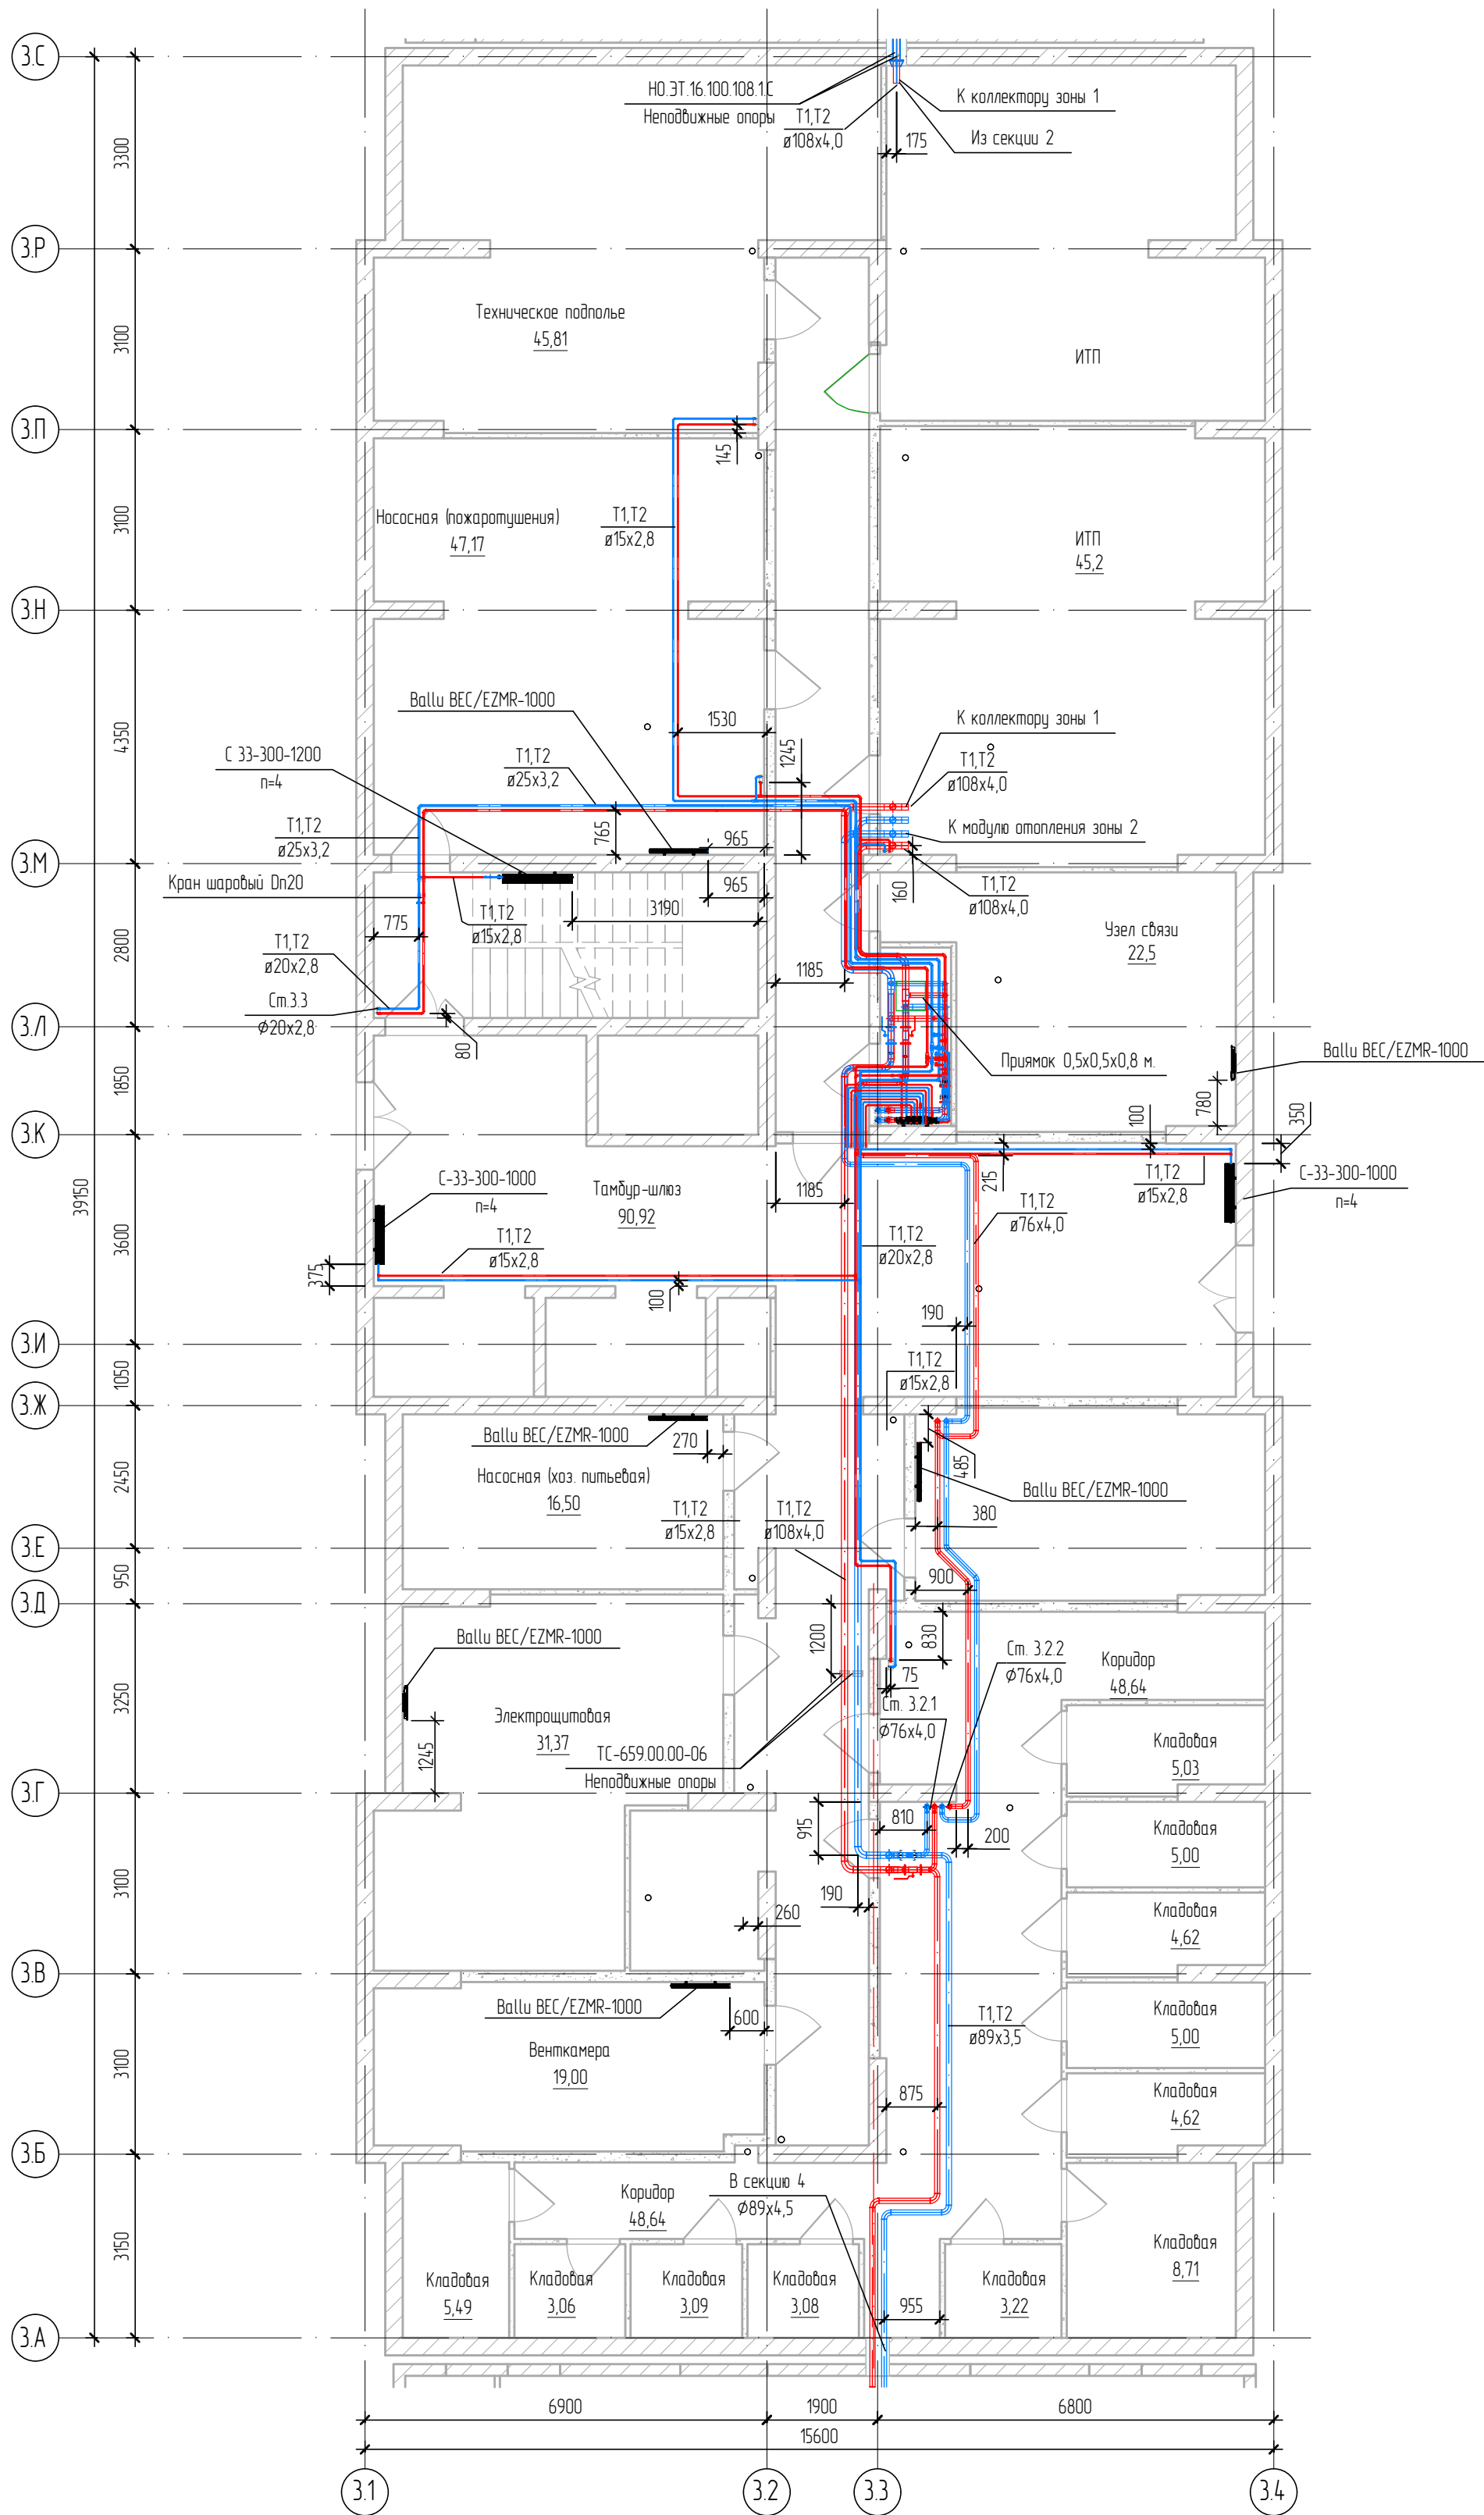 3.С
НО.ЭТ.16.100.108.1.С
Неподвижные опоры
Т1,Т2
ø108х4,0
К коллектору зоны 1
Из секции 2
175
3300
3.Р
Техническое подполье
45,81
ИТП
3100
3.П
145
Нососная (пожаротушения)
47,17
Т1,Т2
ø15х2,8
ИТП
45,2
3100
3.Н
Ballu BEC/EZMR-1000
1530
К коллектору зоны 1
С 33-300-1200
n=4
Т1,Т2
ø25х3,2
1245
Т1,Т2
ø108х4,0
4350
Т1,Т2
ø25х3,2
765
965
К модулю отопления зоны 2
3.М
Кран шаровый Dn20
965
160
Т1,Т2
ø108х4,0
775
Т1,Т2
ø15х2,8
3190
Узел связи
22,5
2800
Т1,Т2
ø20х2,8
1185
Ст.3.3
Ø20х2,8
3.Л
80
Приямок 0,5х0,5х0,8 м.
Ballu BEC/EZMR-1000
1850
780
350
3.К
100
39150
С-33-300-1000
n=4
Тамбур-шлюз
90,92
1185
215
Т1,Т2
ø15х2,8
С-33-300-1000
n=4
Т1,Т2
ø76х4,0
3600
Т1,Т2
ø15х2,8
Т1,Т2
ø20х2,8
375
100
190
3.И
Т1,Т2
ø15х2,8
1050
3.Ж
Ballu BEC/EZMR-1000
270
485
Насосная (хоз. питьевая)
16,50
Ballu BEC/EZMR-1000
2450
Т1,Т2
ø15х2,8
Т1,Т2
ø108х4,0
380
3.Е
950
900
3.Д
1200
830
Ballu BEC/EZMR-1000
Ст. 3.2.2
Ø76х4,0
Коридор
48,64
75
3250
Электрощитовая
31,37
Ст. 3.2.1
Ø76х4,0
Кладовая
5,03
1245
ТС-659.00.00-06
Неподвижные опоры
3.Г
915
810
200
Кладовая
5,00
3100
190
260
Кладовая
4,62
3.В
Ballu BEC/EZMR-1000
600
Т1,Т2
ø89х3,5
Кладовая
5,00
Венткамера
19,00
3100
875
Кладовая
4,62
3.Б
В секцию 4
Ø89х4,5
Коридор
48,64
3150
Кладовая
8,71
Кладовая
5,49
Кладовая
3,06
Кладовая
3,09
Кладовая
3,08
Кладовая
3,22
955
3.А
6900
1900
6800
15600
3.1
3.2
3.3
3.4